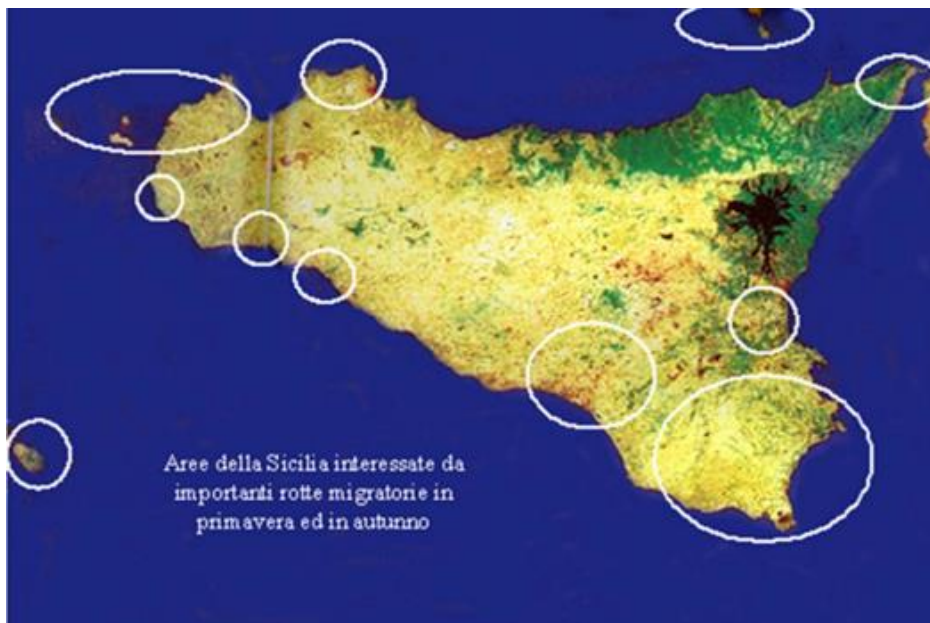 Aree della Sicilia interessate da
importanti rotte migratorie in
primavera ed in autunno